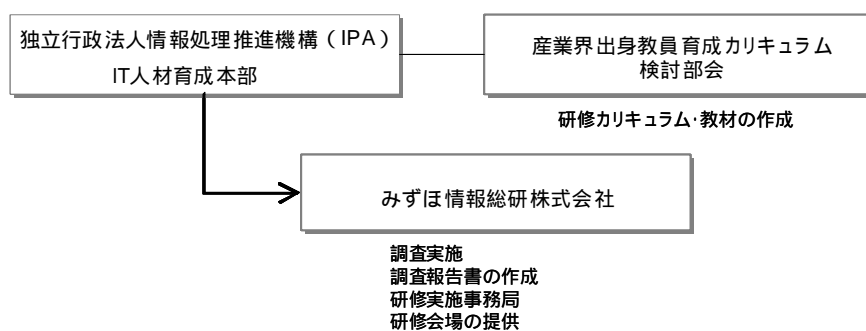 独立行政法人情報処理推進機構（IPA）
IT人材育成本部
産業界出身教員育成カリキュラム
検討部会
研修カリキュラム・教材の作成
みずほ情報総研株式会社
調査実施
調査報告書の作成
研修実施事務局
研修会場の提供